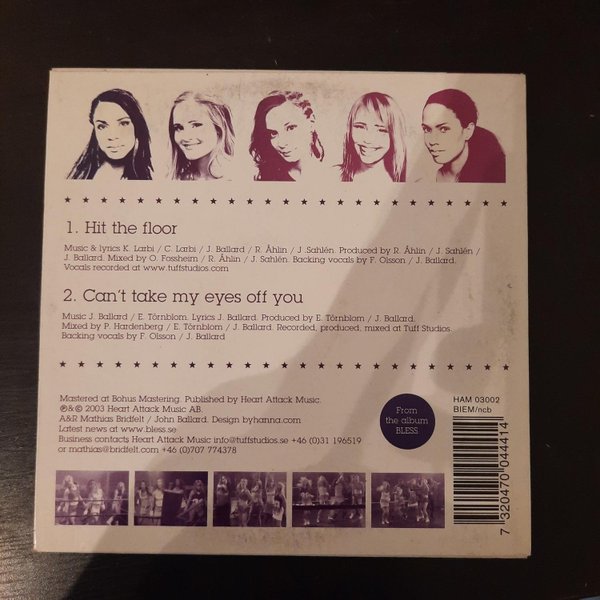 1. Hit the floor
Music & lyrics K. Larbi / C. Larbi / J. Ballard / R. Åhlin / J. Sahlén. Produced by R. Åhlin / J. Sahlén /
J. Ballard. Mixed by O. Fossheim / R. Åhlin / J. Sahlén. Backing vocals by F. Olsson / J. Ballard.
Vocals recorded at www.tuffstudios.com
2. Can't take my eyes off you
Music J. Ballard / E. Törnblom. Lyrics J. Ballard. Produced by E. Törnblom / J. Ballard.
Mixed by P. Hardenberg / E. Törnblom / J. Ballard. Recorded, produced, mixed at Tuff Studios.
Backing vocals by F. Olsson / J. Ballard
Mastered at Bohus Mastering. Published by Heart Attack Music.
℗&© 2003 Heart Attack Music AB.
A&R Mathias Bridfelt / John Ballard. Design byhanna.com
Latest news at www.bless.se
Business contacts Heart Attack Music info@tuffstudios.se +46 (0)31 196519
or mathias@bridfelt.com +46 (0)707 774378
From
the album
BLESS
HAM 03002
BIEM/ncb
7 320470 044414